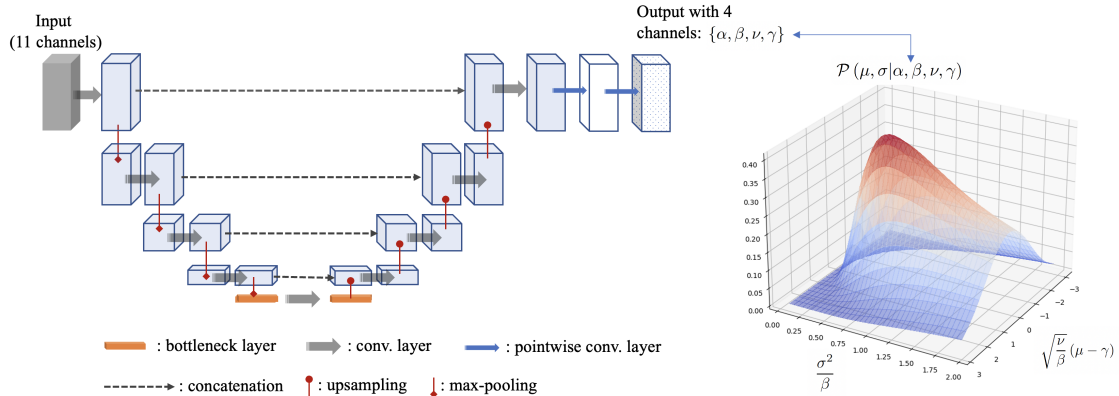 Input
(11 channels)
Output with 4
channels: {α, β, ν, γ}
𝒫 (μ, σ|α, β, ν, γ)
0.40
0.35
0.30
0.25
0.20
0.15
0.10
0.05
0.00
0.00
0.25
0.50
0.75
1.00
1.25
1.50
1.75
2.00
−3
−2
−1
0
1
2
3
σ²/β
√(ν/β) (μ − γ)
: bottleneck layer
: conv. layer
: pointwise conv. layer
: concatenation
: upsampling
: max-pooling